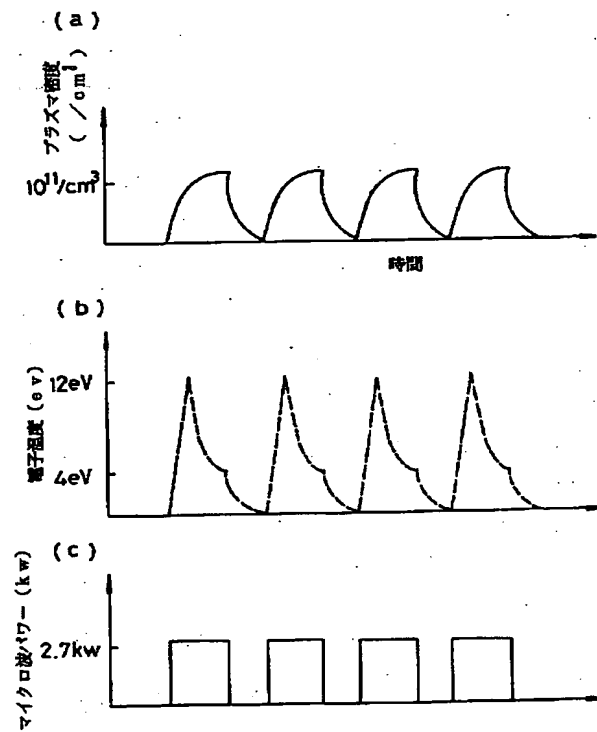 (a)
プラズマ密度
( /cm³ )
10¹¹/cm³
時間
(b)
電子温度(ev)
12eV
4eV
(c)
マイクロ波パワー(kw)
2.7kw